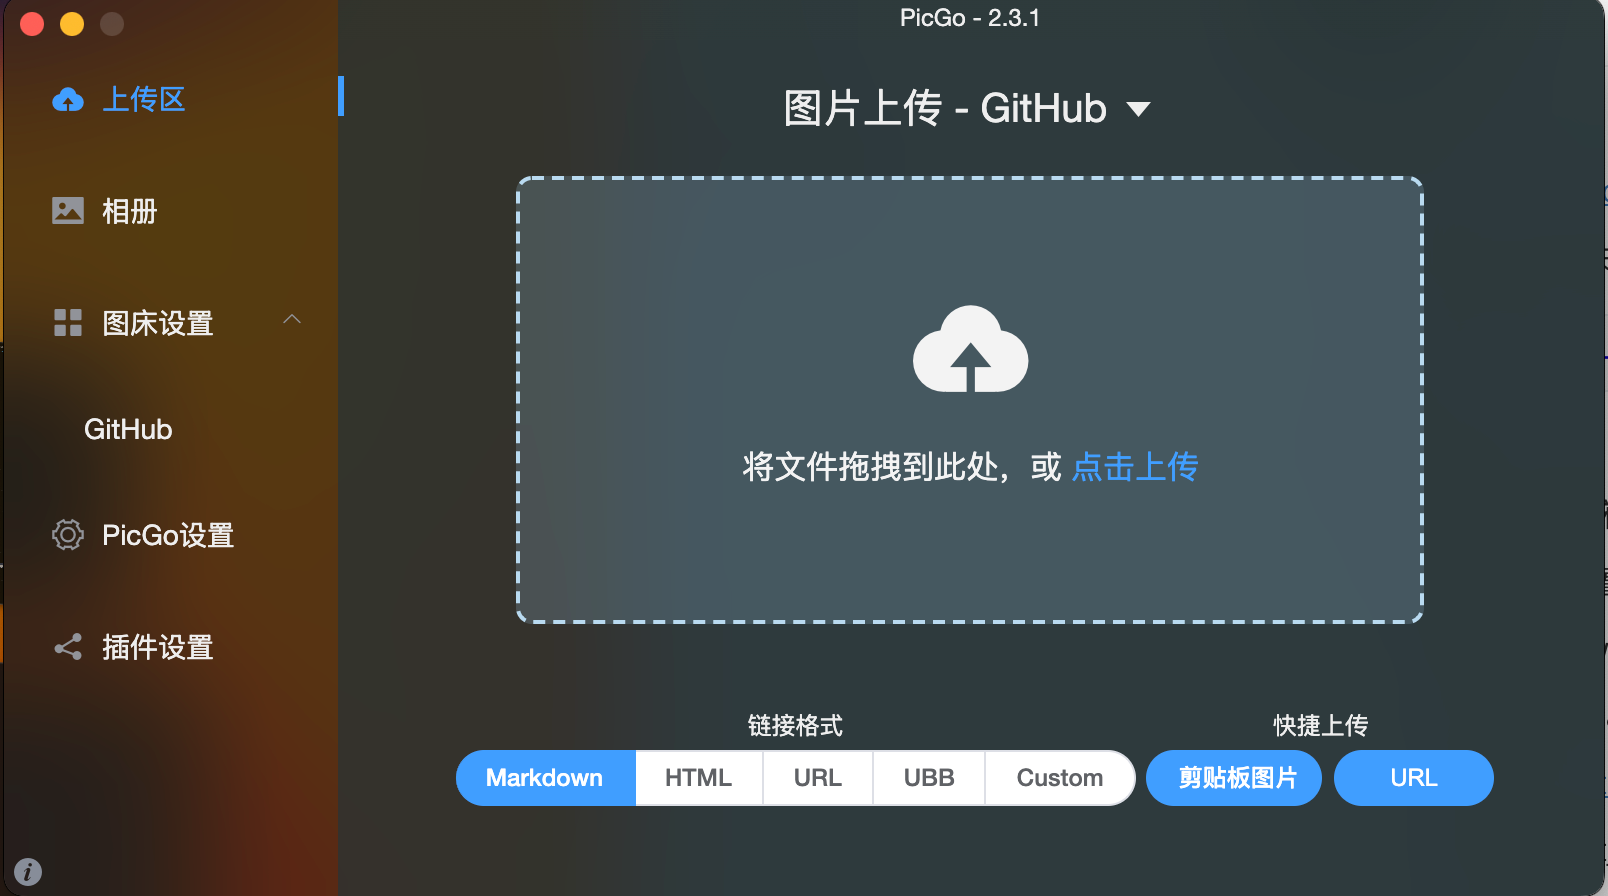 PicGo - 2.3.1
上传区
相册
图床设置
GitHub
PicGo设置
插件设置
图片上传 - GitHub
将文件拖拽到此处，或 点击上传
链接格式
快捷上传
Markdown HTML URL UBB Custom
剪贴板图片 URL
i